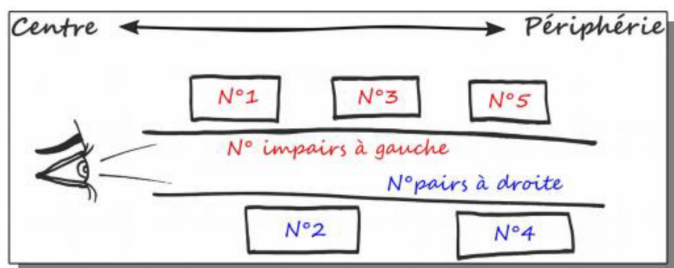 Centre Périphérie
N°1 N°3 N°5
N° impairs à gauche
N°pairs à droite
N°2 N°4